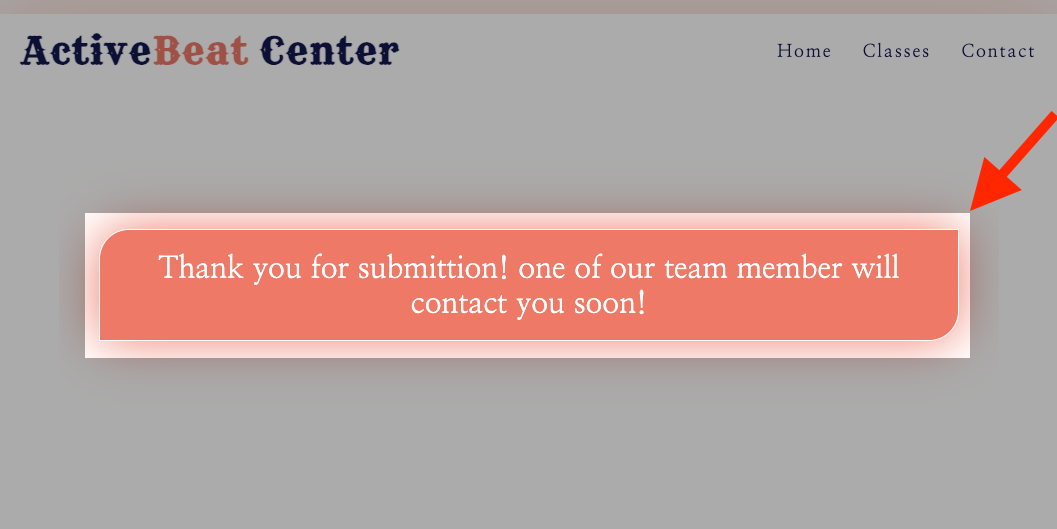 ActiveBeat Center
Home Classes Contact
Thank you for submittion! one of our team member will
contact you soon!